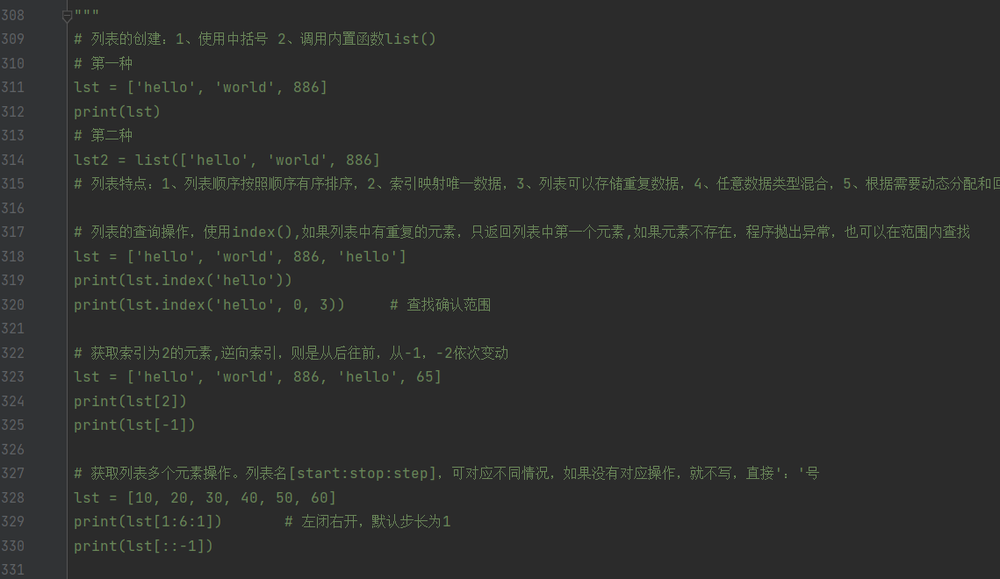 308 """
309 # 列表的创建：1、使用中括号 2、调用内置函数list()
310 # 第一种
311 lst = ['hello', 'world', 886]
312 print(lst)
313 # 第二种
314 lst2 = list(['hello', 'world', 886]
315 # 列表特点：1、列表顺序按照顺序有序排序，2、索引映射唯一数据，3、列表可以存储重复数据，4、任意数据类型混合，5、根据需要动态分配和回
316
317 # 列表的查询操作，使用index(),如果列表中有重复的元素，只返回列表中第一个元素,如果元素不存在，程序抛出异常，也可以在范围内查找
318 lst = ['hello', 'world', 886, 'hello']
319 print(lst.index('hello'))
320 print(lst.index('hello', 0, 3))     # 查找确认范围
321
322 # 获取索引为2的元素,逆向索引，则是从后往前，从-1，-2依次变动
323 lst = ['hello', 'world', 886, 'hello', 65]
324 print(lst[2])
325 print(lst[-1])
326
327 # 获取列表多个元素操作。列表名[start:stop:step]，可对应不同情况，如果没有对应操作，就不写，直接'：'号
328 lst = [10, 20, 30, 40, 50, 60]
329 print(lst[1:6:1])       # 左闭右开，默认步长为1
330 print(lst[::-1])
331